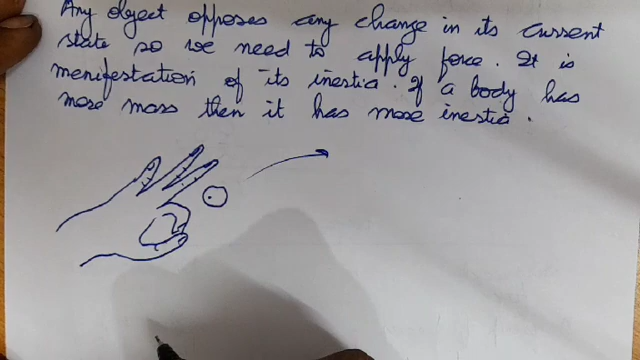 Any object opposes any change in its current
state so we need to apply force. It is
menifestation of its inertia. If a body has
more mass then it has more inertia.